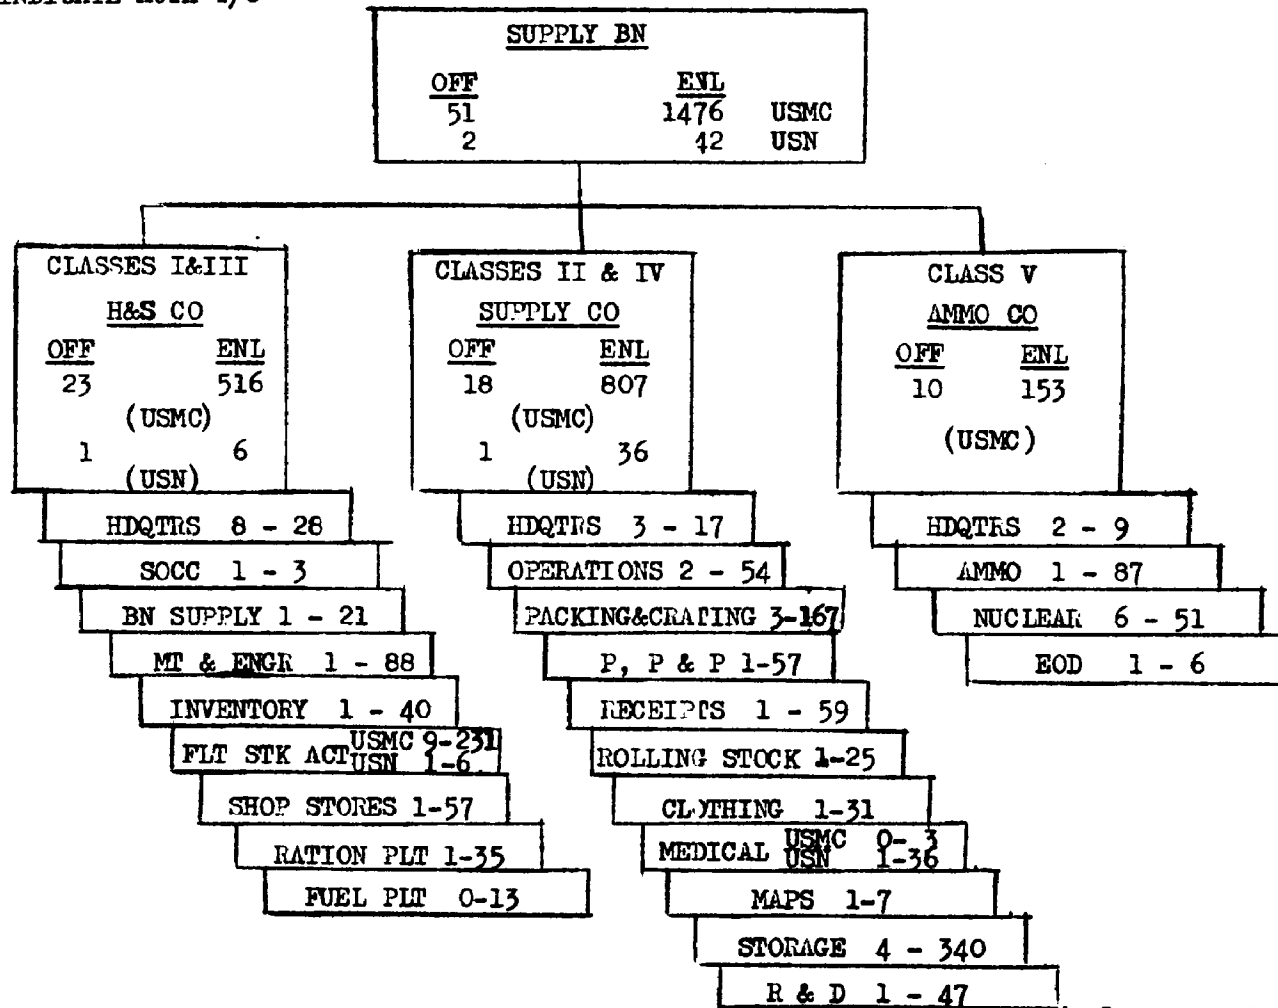 SUPPLY BN
OFF ENL
51 1476 USMC
2 42 USN
CLASSES I&III
H&S CO
OFF ENL
23 516
(USMC)
1 6
(USN)
HDQTRS 8 - 28
SOCC 1 - 3
BN SUPPLY 1 - 21
MT & ENGR 1 - 88
INVENTORY 1 - 40
FLT STK ACT USMC 9-231
USN 1-6
SHOP STORES 1-57
RATION PLT 1-35
FUEL PLT 0-13
CLASSES II & IV
SUPPLY CO
OFF ENL
18 807
(USMC)
1 36
(USN)
HDQTRS 3 - 17
OPERATIONS 2 - 54
PACKING&CRATING 3-167
P, P & P 1-57
RECEIPTS 1 - 59
ROLLING STOCK 1-25
CLOTHING 1-31
MEDICAL USMC 0- 3
USN 1-36
MAPS 1-7
STORAGE 4 - 340
R & D 1 - 47
CLASS V
AMMO CO
OFF ENL
10 153
(USMC)
HDQTRS 2 - 9
AMMO 1 - 87
NUCLEAR 6 - 51
EOD 1 - 6